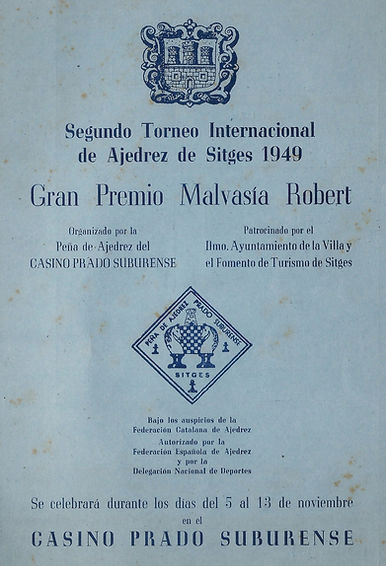 Segundo Torneo Internacional
de Ajedrez de Sitges 1949
Gran Premio Malvasía Robert
Organizado por la
Peña de Ajedrez del
CASINO PRADO SUBURENSE
Patrocinado por el
Ilmo. Ayuntamiento de la Villa y
el Fomento de Turismo de Sitges
PEÑA DE AJEDREZ PRADO SUBURENSE
SITGES
Bajo los auspicios de la
Federación Catalana de Ajedrez
Autorizado por la
Federación Española de Ajedrez
y por la
Delegación Nacional de Deportes
Se celebrará durante los días del 5 al 13 de noviembre
en el
CASINO PRADO SUBURENSE